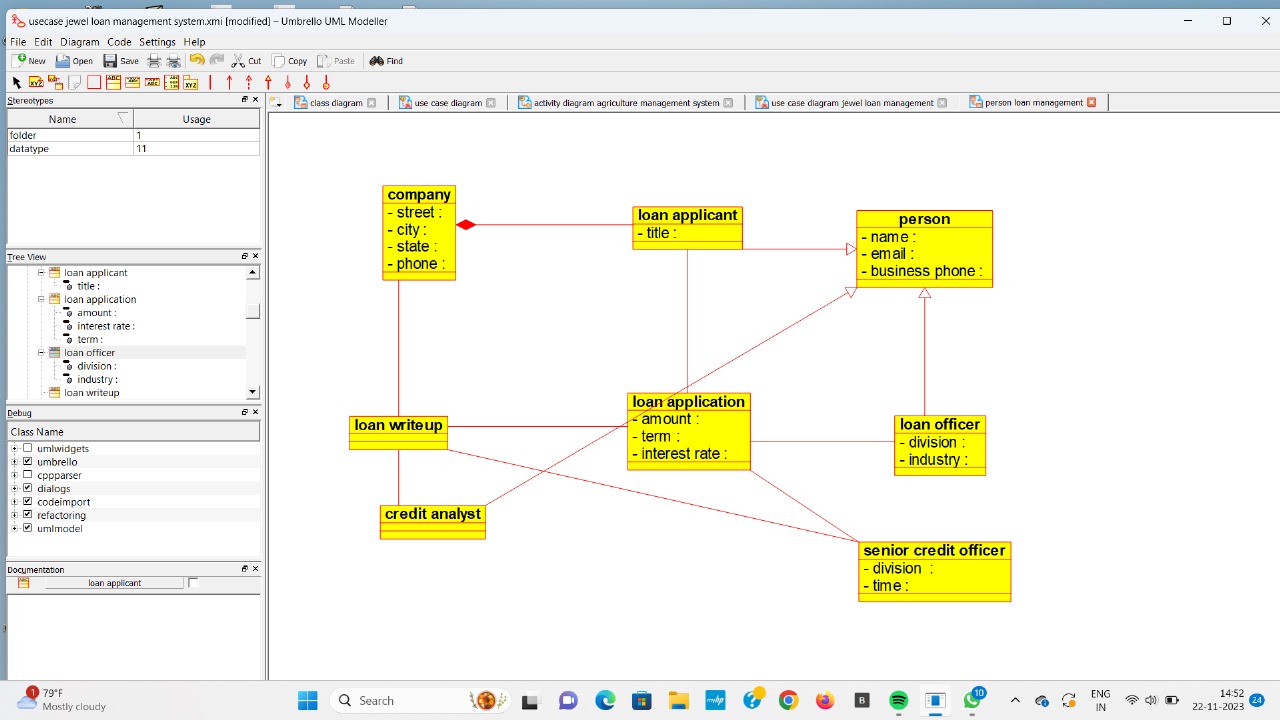 usecase jewel loan management system.xmi [modified] – Umbrello UML Modeller
File Edit Diagram Code Settings Help
New Open Save Cut Copy Paste Find
Stereotypes
Name Usage
folder 1
datatype 11
class diagram use case diagram activity diagram agriculture management system use case diagram jewel loan management person loan management
Tree View
loan applicant
title :
loan application
amount :
interest rate :
term :
loan officer
division :
industry :
loan writeup
Debug
Class Name
umlwidgets
umbrello
cppparser
dialogs
codeimport
refactoring
umlmodel
Documentation
loan applicant
company
- street :
- city :
- state :
- phone :
loan applicant
- title :
person
- name :
- email :
- business phone :
loan writeup
loan application
- amount :
- term :
- interest rate :
loan officer
- division :
- industry :
credit analyst
senior credit officer
- division :
- time :
1
79°F
Mostly cloudy
Search
myhp
B
10
ENG
IN
14:52
22-11-2023
24